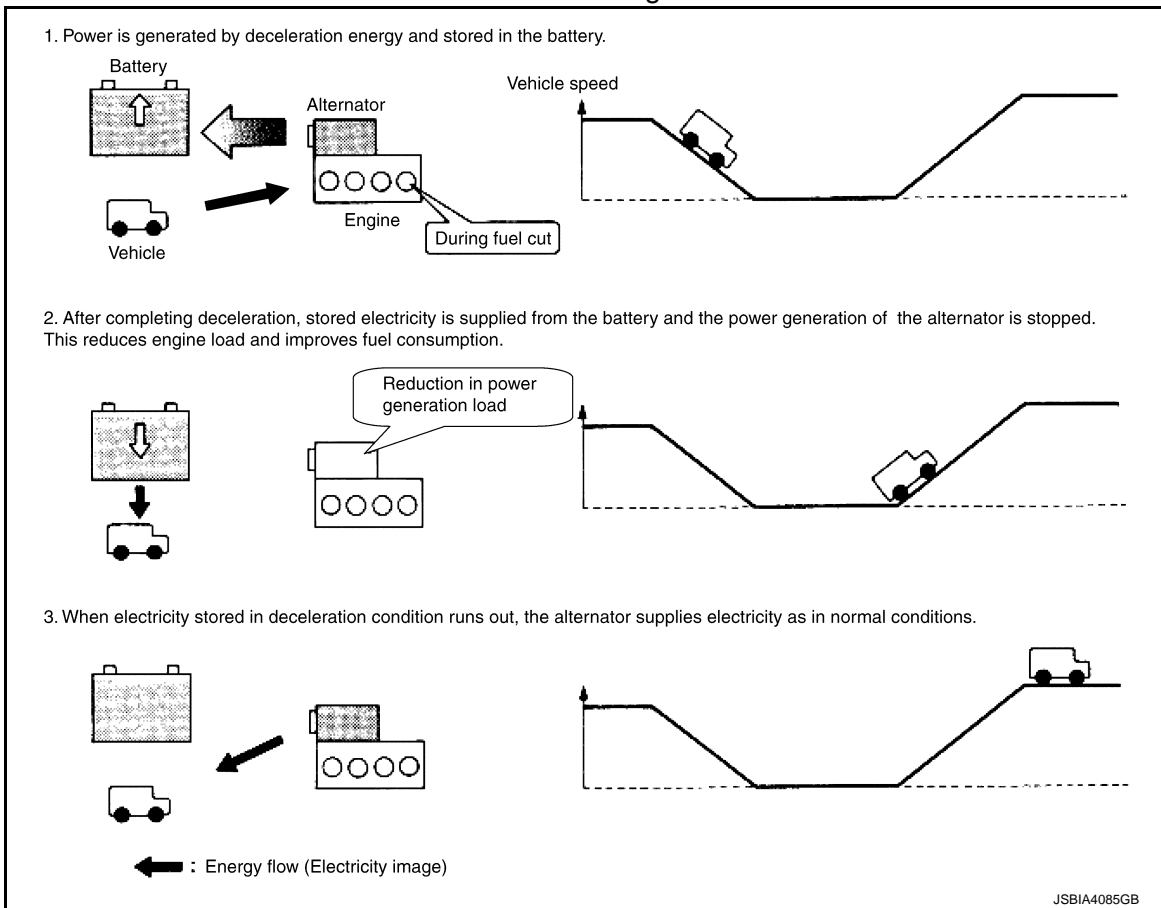 1. Power is generated by deceleration energy and stored in the battery.
Battery
Vehicle speed
Alternator
Engine
During fuel cut
Vehicle
2. After completing deceleration, stored electricity is supplied from the battery and the power generation of the alternator is stopped.
This reduces engine load and improves fuel consumption.
Reduction in power
generation load
3. When electricity stored in deceleration condition runs out, the alternator supplies electricity as in normal conditions.
: Energy flow (Electricity image)
JSBIA4085GB